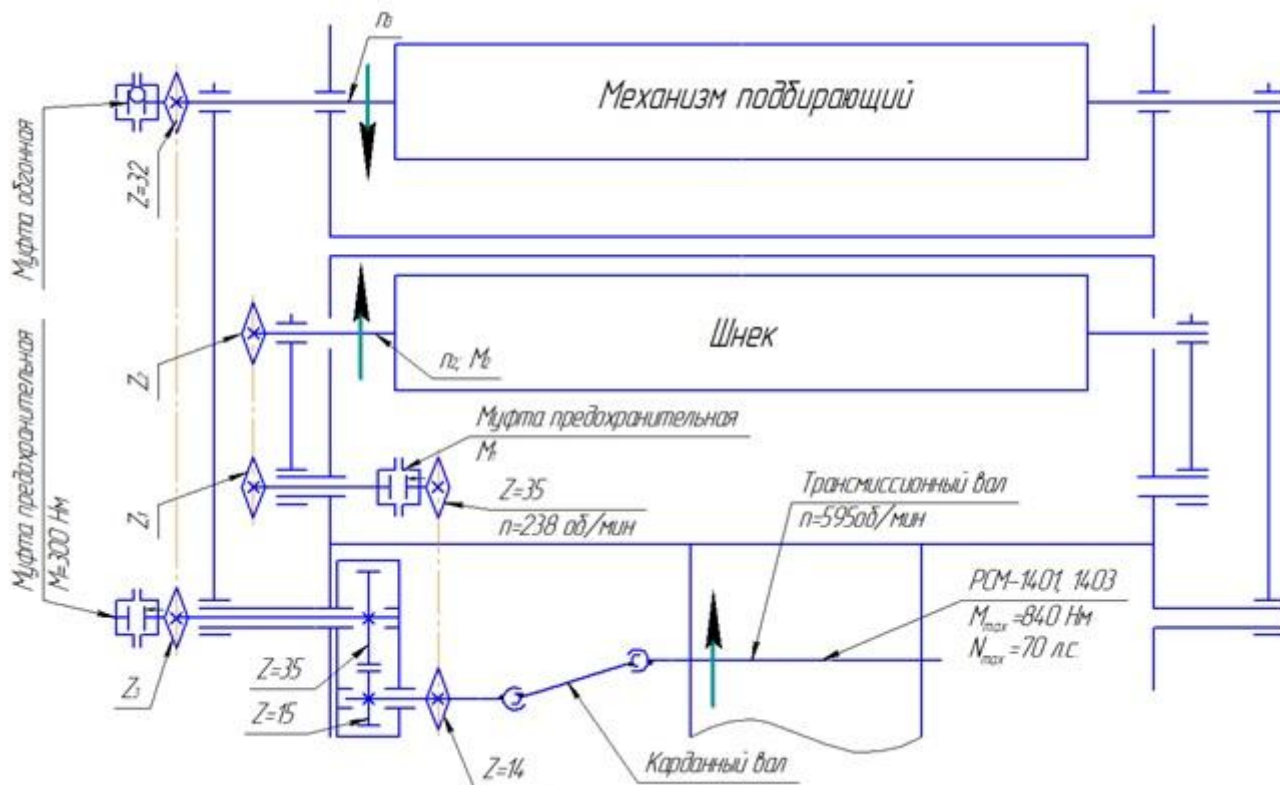 n₃
Механизм подбирающий
Муфта обгонная
Z=32
Шнек
n₂; M₂
Z₂
Муфта предохранительная
M₁
Z₁
Z=35
n=238 об/мин
Трансмиссионный вал
n=595об/мин
Муфта предохранительная
M=300 Нм
РСМ-1401, 1403
Mmax=840 Нм
Nmax=70 л.с.
Z=35
Z₃
Z=15
Z=14
Карданный вал